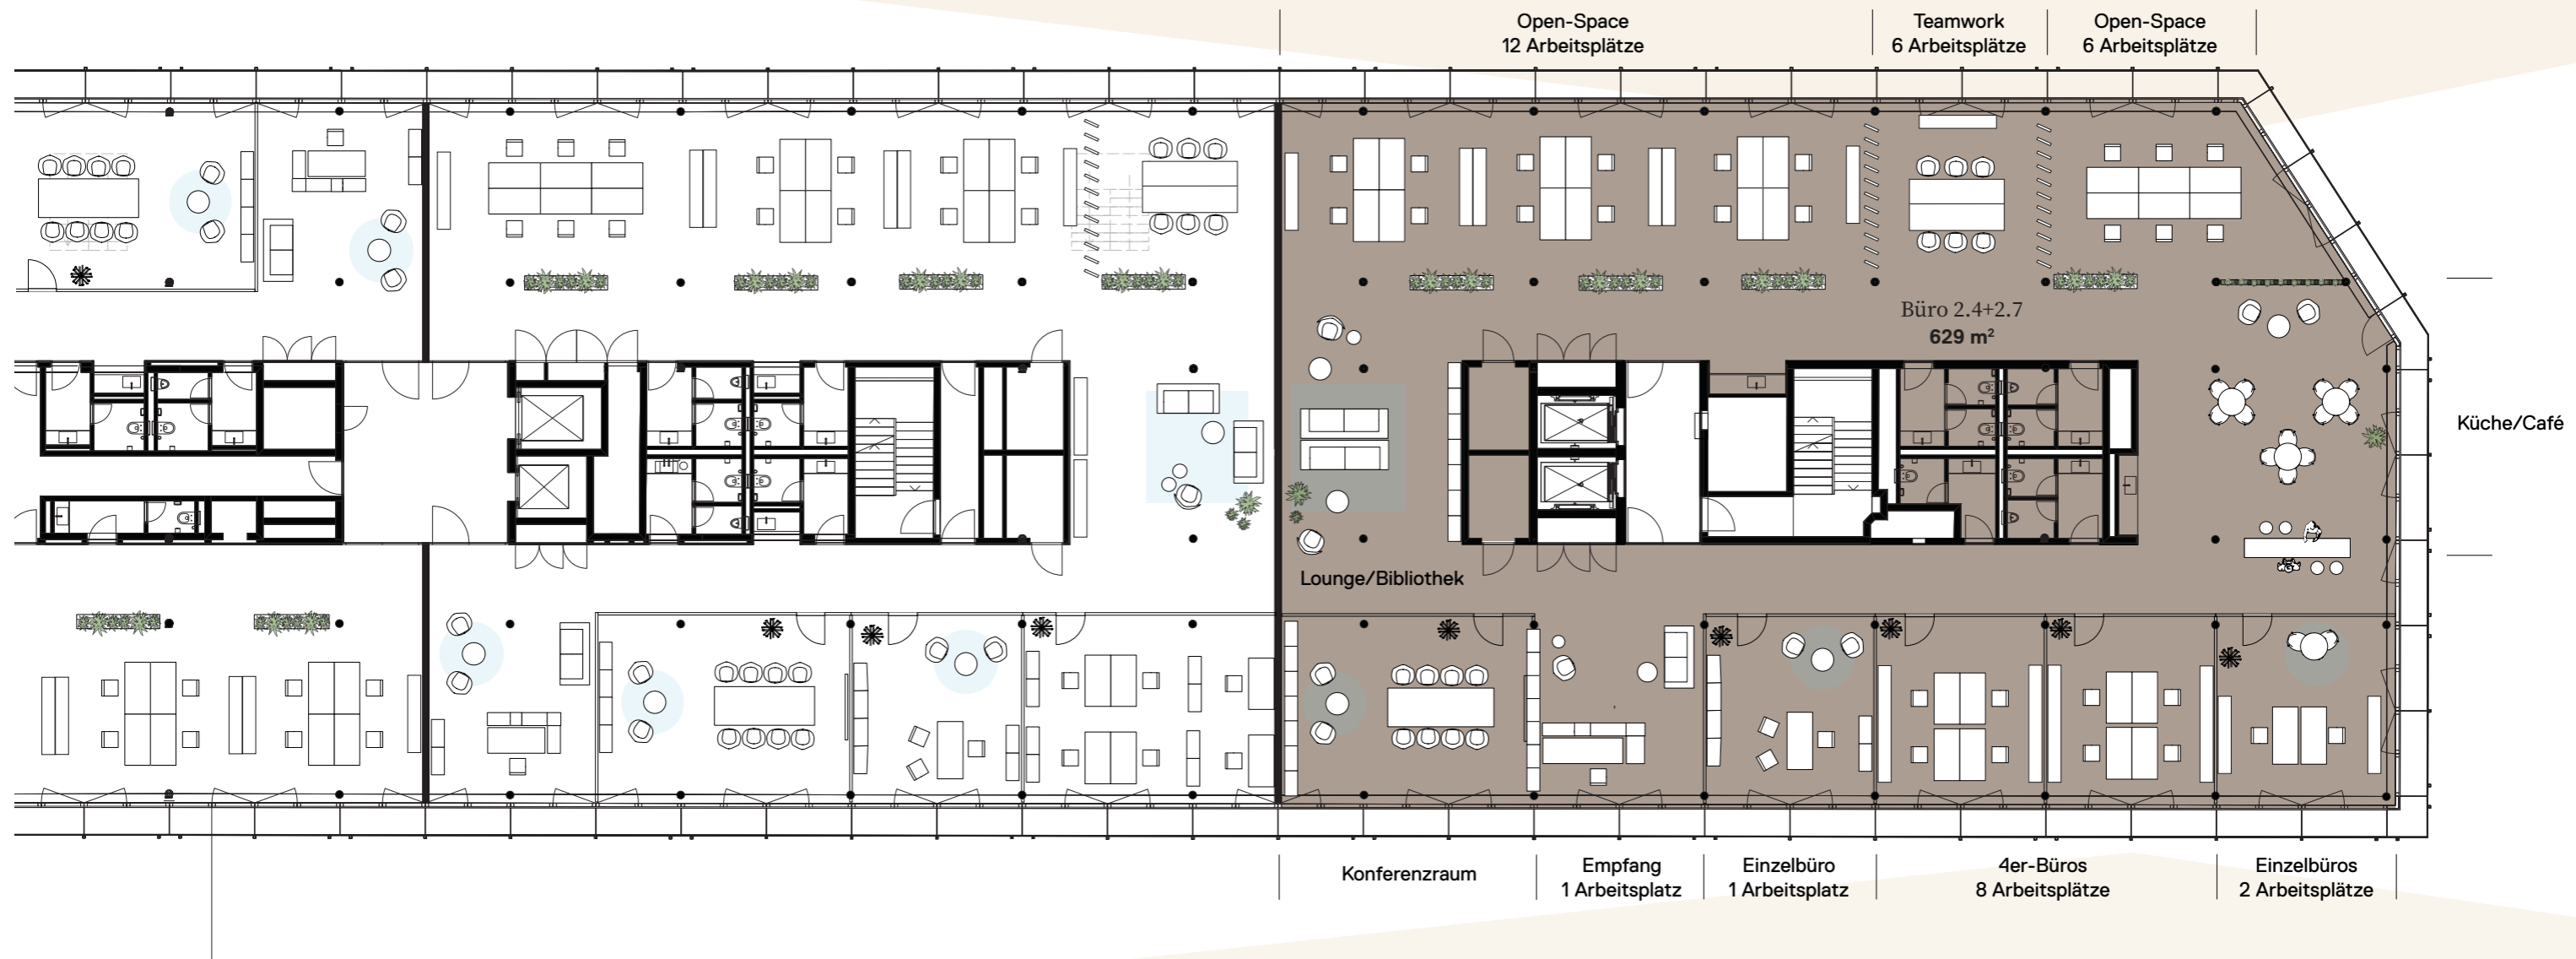 Open-Space
12 Arbeitsplätze
Teamwork
6 Arbeitsplätze
Open-Space
6 Arbeitsplätze
Büro 2.4+2.7
629 m²
Küche/Café
Lounge/Bibliothek
Konferenzraum
Empfang
1 Arbeitsplatz
Einzelbüro
1 Arbeitsplatz
4er-Büros
8 Arbeitsplätze
Einzelbüros
2 Arbeitsplätze